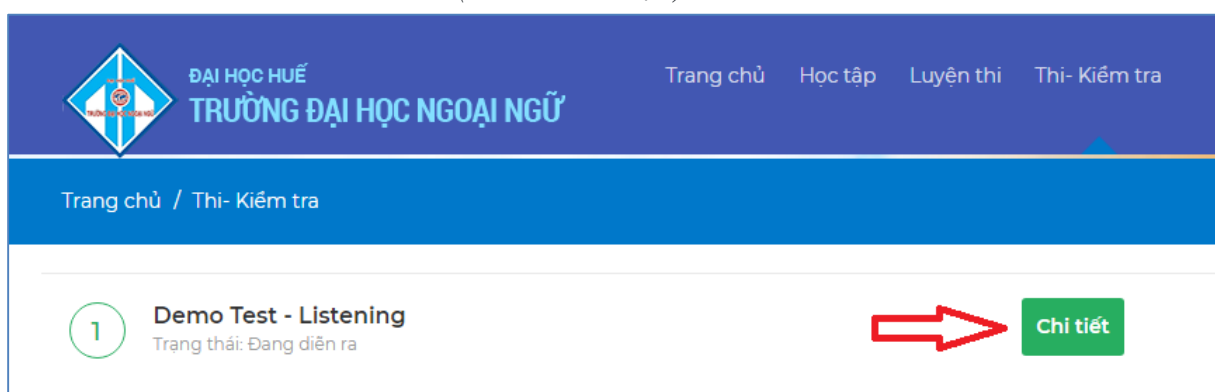 ĐẠI HỌC HUẾ
TRƯỜNG ĐẠI HỌC NGOẠI NGỮ
Trang chủ Học tập Luyện thi Thi- Kiểm tra
Trang chủ / Thi- Kiểm tra
1
Demo Test - Listening
Trạng thái: Đang diễn ra
Chi tiết